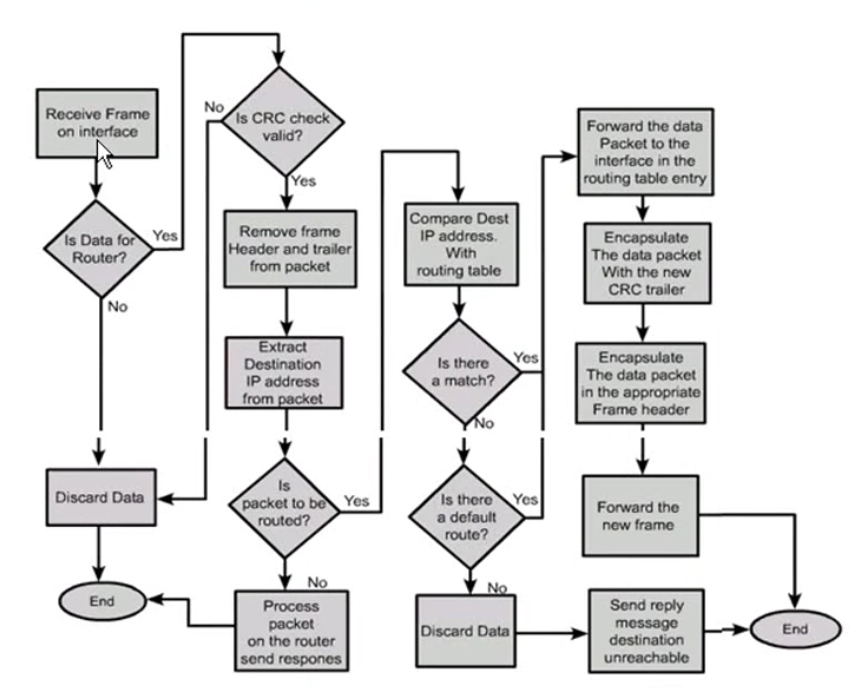 Receive Frame
on interface
Is Data for
Router?
Yes
No
Discard Data
End
Is CRC check
valid?
No
Yes
Remove frame
Header and trailer
from packet
Extract
Destination
IP address
from packet
Is
packet to be
routed?
Yes
No
Process
packet
on the router
send respones
Compare Dest
IP address.
With
routing table
Is there
a match?
Yes
No
Is there
a default
route?
Yes
No
Discard Data
Send reply
message
destination
unreachable
Forward the data
Packet to the
interface in the
routing table entry
Encapsulate
The data packet
With the new
CRC trailer
Encapsulate
The data packet
in the appropriate
Frame header
Forward the
new frame
End